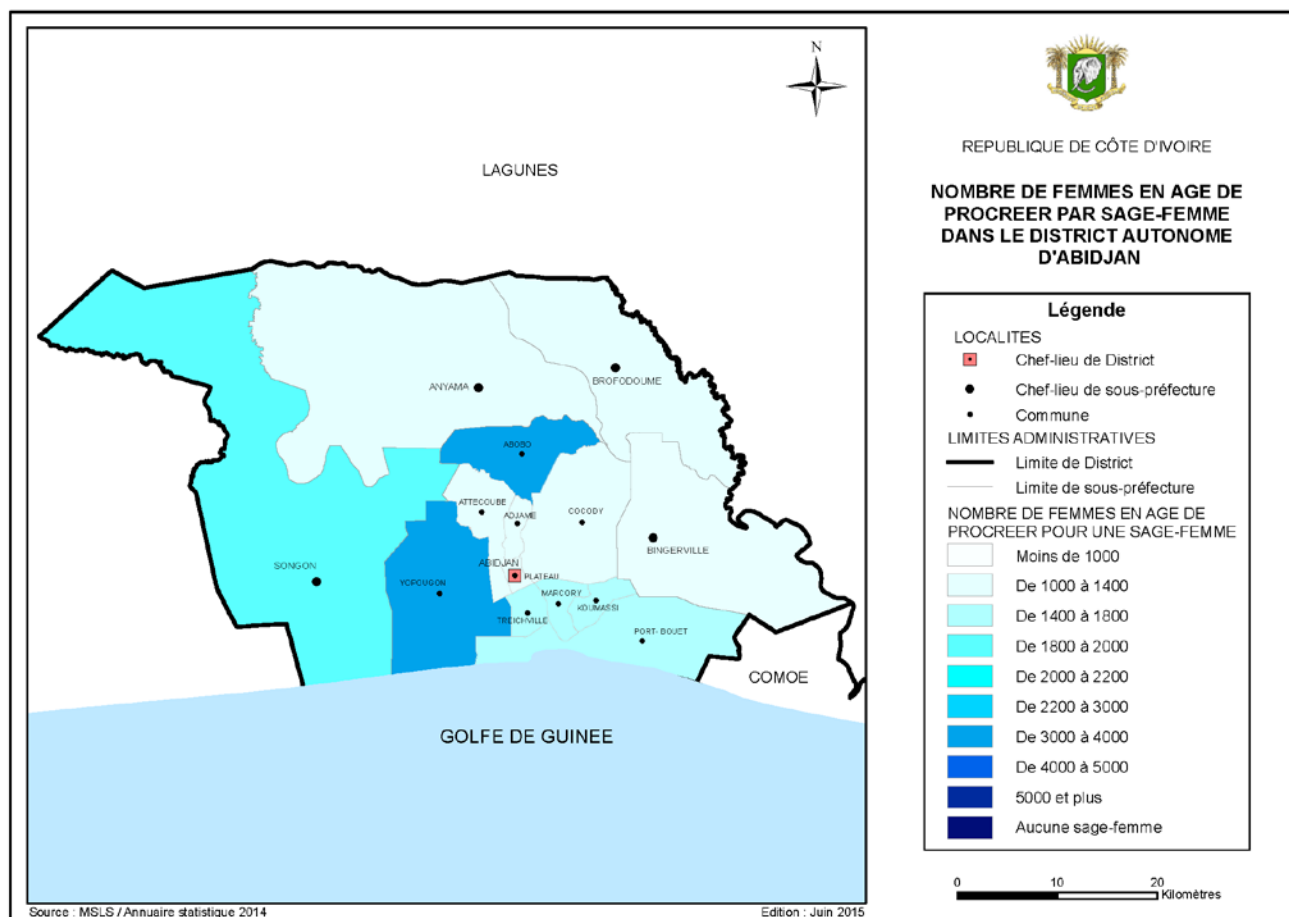 N
LAGUNES
ANYAMA
BROFODOUME
ABOBO
ATTECOUBE
ADJAME
COCODY
BINGERVILLE
SONGON
YOPOUGON
ABIDJAN
PLATEAU
MARCORY
KOUMASSI
TREICHVILLE
PORT- BOUET
COMOE
GOLFE DE GUINEE
Source : MSLS / Annuaire statistique 2014
Edition : Juin 2015
REPUBLIQUE DE CÔTE D'IVOIRE
NOMBRE DE FEMMES EN AGE DE
PROCREER PAR SAGE-FEMME
DANS LE DISTRICT AUTONOME
D'ABIDJAN
Légende
LOCALITES
Chef-lieu de District
Chef-lieu de sous-préfecture
Commune
LIMITES ADMINISTRATIVES
Limite de District
Limite de sous-préfecture
NOMBRE DE FEMMES EN AGE DE
PROCREER POUR UNE SAGE-FEMME
Moins de 1000
De 1000 à 1400
De 1400 à 1800
De 1800 à 2000
De 2000 à 2200
De 2200 à 3000
De 3000 à 4000
De 4000 à 5000
5000 et plus
Aucune sage-femme
0 10 20
Kilomètres